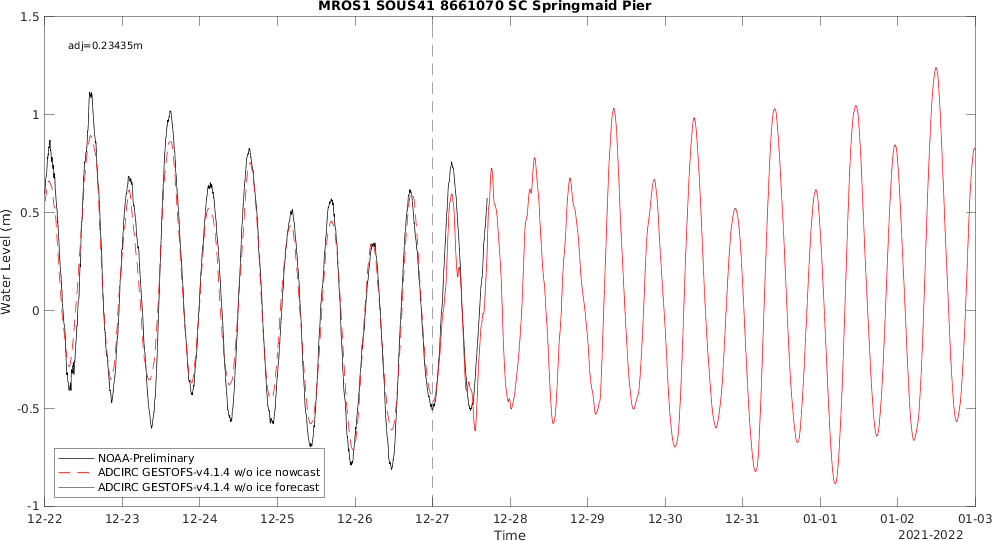 MROS1 SOUS41 8661070 SC Springmaid Pier
1.5
adj=0.23435m
1
0.5
Water Level (m)
0
-0.5
NOAA-Preliminary
ADCIRC GESTOFS-v4.1.4 w/o ice nowcast
ADCIRC GESTOFS-v4.1.4 w/o ice forecast
-1
12-22 12-23 12-24 12-25 12-26 12-27 12-28 12-29 12-30 12-31 01-01 01-02 01-03
Time
2021-2022